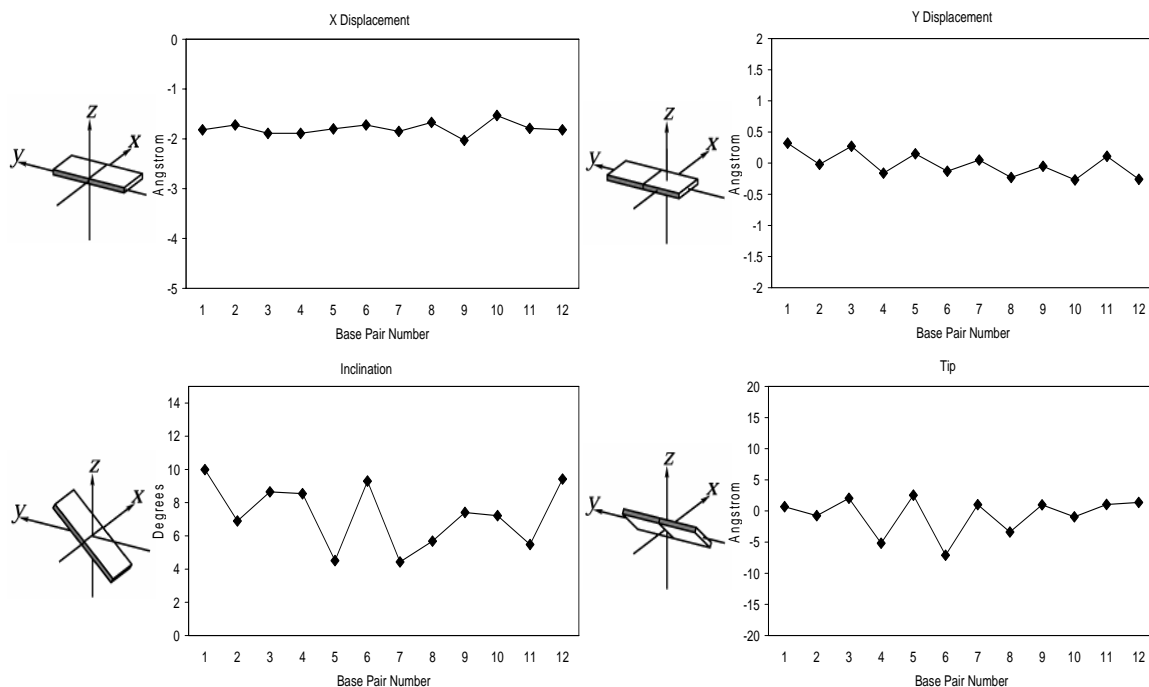 X Displacement
0
-1
-2
-3
-4
-5
Angstrom
1 2 3 4 5 6 7 8 9 10 11 12
Base Pair Number
z
x
y
Y Displacement
2
1.5
1
0.5
0
-0.5
-1
-1.5
-2
Angstrom
1 2 3 4 5 6 7 8 9 10 11 12
Base Pair Number
z
x
y
Inclination
14
12
10
8
6
4
2
0
Degrees
1 2 3 4 5 6 7 8 9 10 11 12
Base Pair Number
z
x
y
Tip
20
15
10
5
0
-5
-10
-15
-20
Angstrom
1 2 3 4 5 6 7 8 9 10 11 12
Base Pair Number
z
x
y